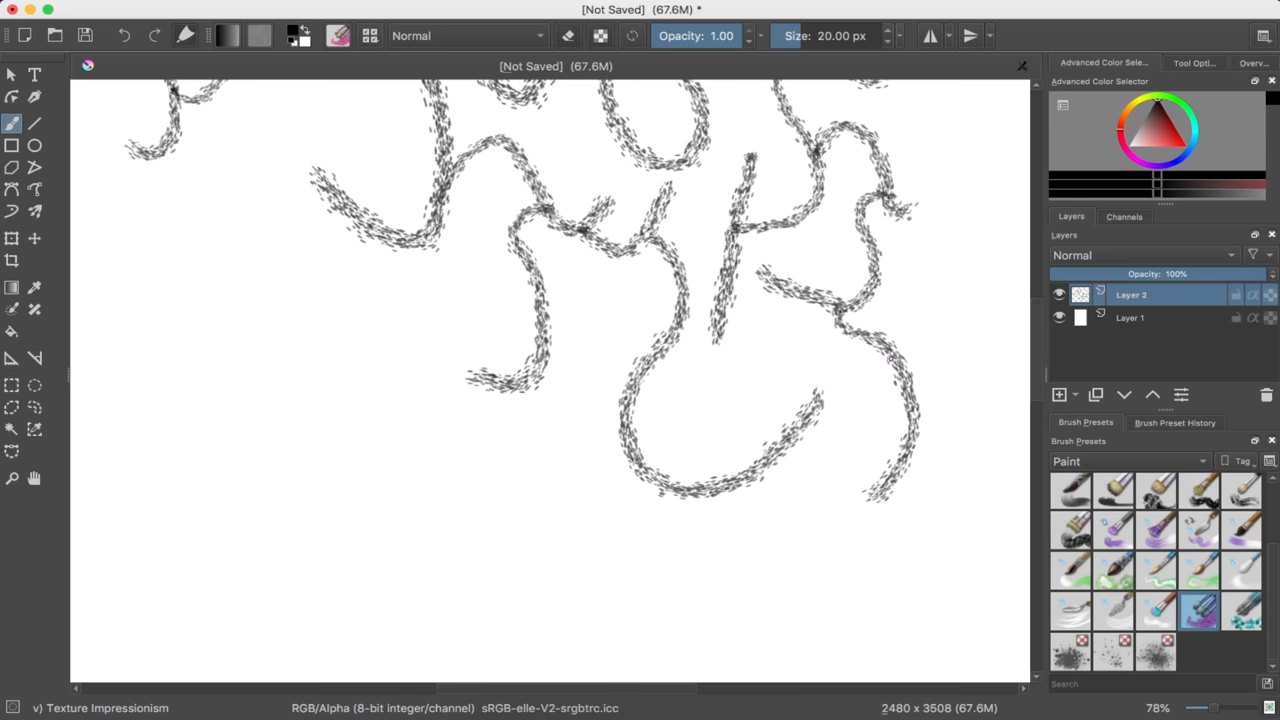 [Not Saved] (67.6M) *
Normal Opacity: 1.00 Size: 20.00 px
[Not Saved] (67.6M)
Advanced Color Sele... Tool Opti... Overv...
Advanced Color Selector
Layers Channels
Layers
Normal
Opacity: 100%
Layer 2
Layer 1
Brush Presets Brush Preset History
Brush Presets
Paint Tag
Search
v) Texture Impressionism RGB/Alpha (8-bit integer/channel) sRGB-elle-V2-srgbtrc.icc 2480 x 3508 (67.6M) 78%